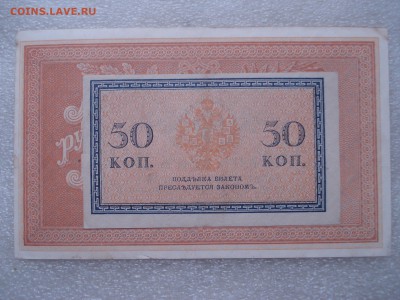 COINS.LAVE.RU
50 50
КОП. КОП.
ПОДДѢЛКА БИЛЕТА
ПРЕСЛѢДУЕТСЯ ЗАКОНОМЪ.